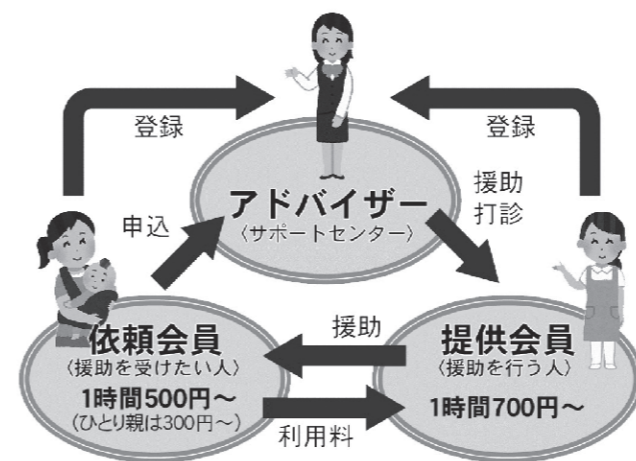 登録
登録
アドバイザー
〈サポートセンター〉
申込
援助
打診
依頼会員
〈援助を受けたい人〉
1時間500円～
(ひとり親は300円～)
援助
利用料
提供会員
〈援助を行う人〉
1時間700円～